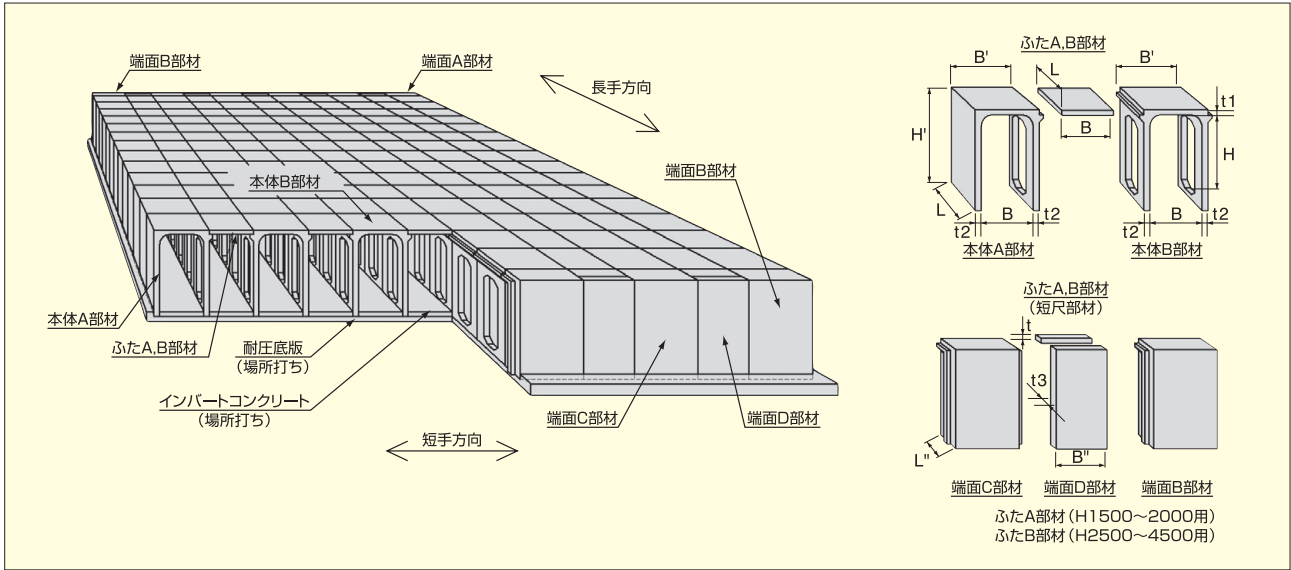 端面B部材
端面A部材
長手方向
本体B部材
端面B部材
本体A部材
ふたA,B部材
耐圧底版
(場所打ち)
インバートコンクリート
(場所打ち)
端面C部材
端面D部材
短手方向
ふたA,B部材
B'
L
B'
t1
H'
B
H
L
t2
B
t2
t2
B
t2
本体A部材
本体B部材
ふたA,B部材
(短尺部材)
t
t3
L"
B"
端面C部材
端面D部材
端面B部材
ふたA部材(H1500～2000用)
ふたB部材(H2500～4500用)